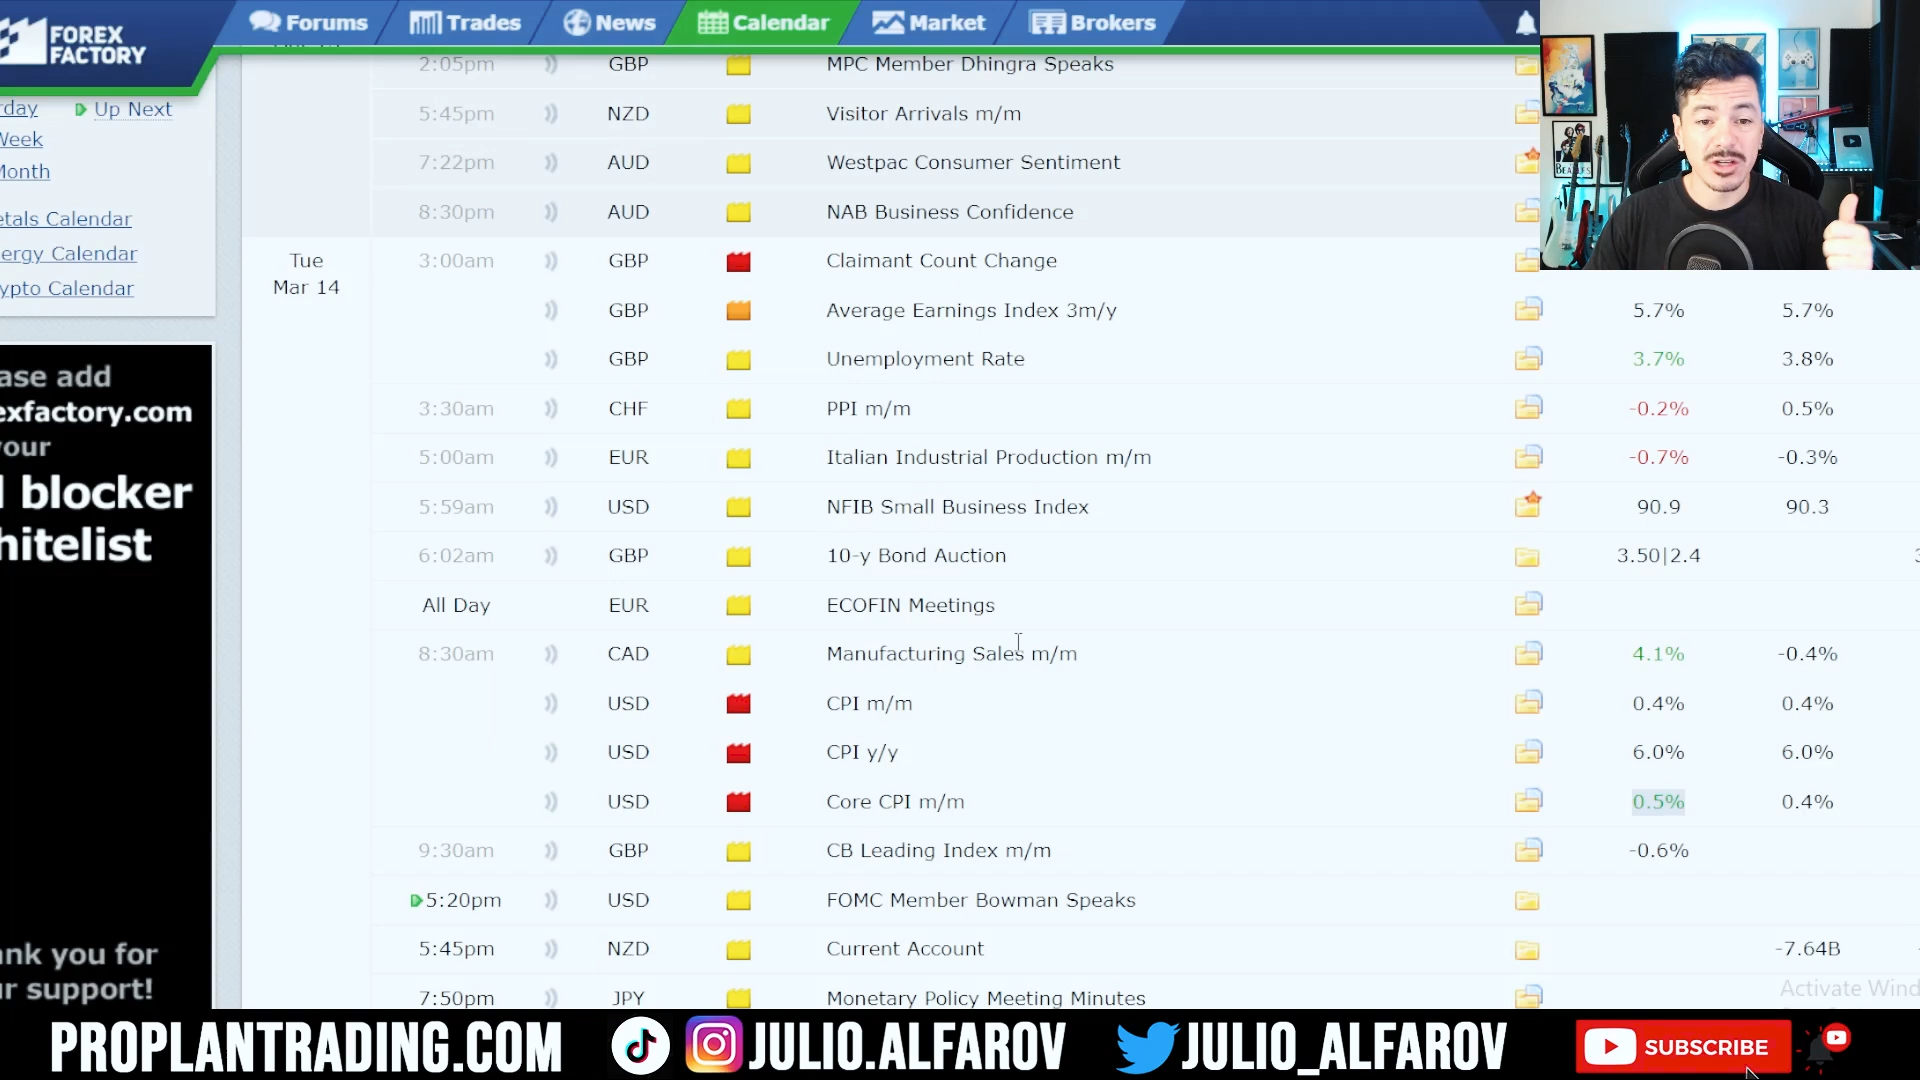 FOREX FACTORY
Forums
Trades
News
Calendar
Market
Brokers
Up Next
Week
Month
2:05pm GBP MPC Member Dhingra Speaks
5:45pm NZD Visitor Arrivals m/m
7:22pm AUD Westpac Consumer Sentiment
8:30pm AUD NAB Business Confidence
etals Calendar
ergy Calendar
ypto Calendar
Tue Mar 14
3:00am GBP Claimant Count Change
GBP Average Earnings Index 3m/y 5.7% 5.7%
GBP Unemployment Rate 3.7% 3.8%
3:30am CHF PPI m/m -0.2% 0.5%
5:00am EUR Italian Industrial Production m/m -0.7% -0.3%
5:59am USD NFIB Small Business Index 90.9 90.3
6:02am GBP 10-y Bond Auction 3.50|2.4
All Day EUR ECOFIN Meetings
8:30am CAD Manufacturing Sales m/m 4.1% -0.4%
USD CPI m/m 0.4% 0.4%
USD CPI y/y 6.0% 6.0%
USD Core CPI m/m 0.5% 0.4%
9:30am GBP CB Leading Index m/m -0.6%
5:20pm USD FOMC Member Bowman Speaks
5:45pm NZD Current Account -7.64B
7:50pm JPY Monetary Policy Meeting Minutes
ase add
exfactory.com
your
blocker
hitelist
ank you for
r support!
Activate Wind
PROPLANTRADING.COM
JULIO.ALFAROV
JULIO_ALFAROV
SUBSCRIBE